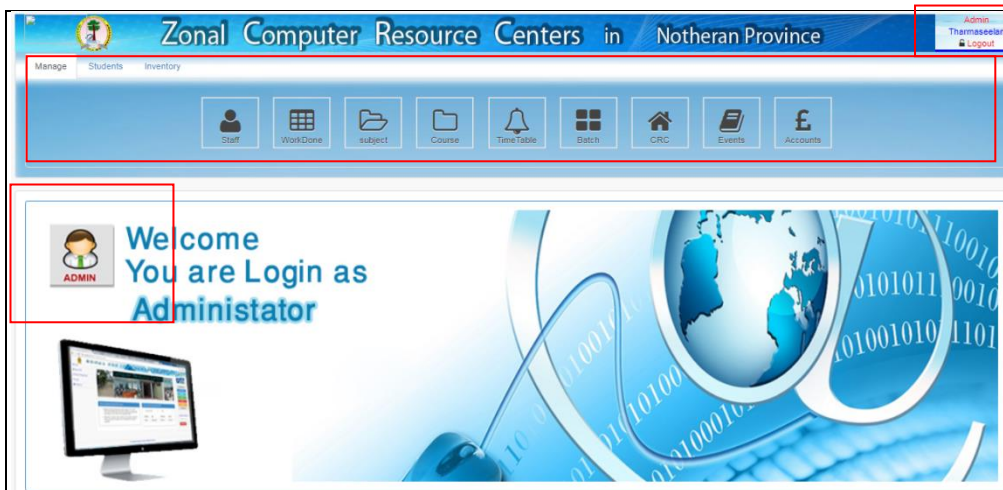 Zonal Computer Resource Centers in Notheran Province
Admin
Tharmaseelan
Logout
Manage Students Inventory
Staff WorkDone subject Course TimeTable Batch CRC Events Accounts
Welcome
You are Login as
Administator
ADMIN